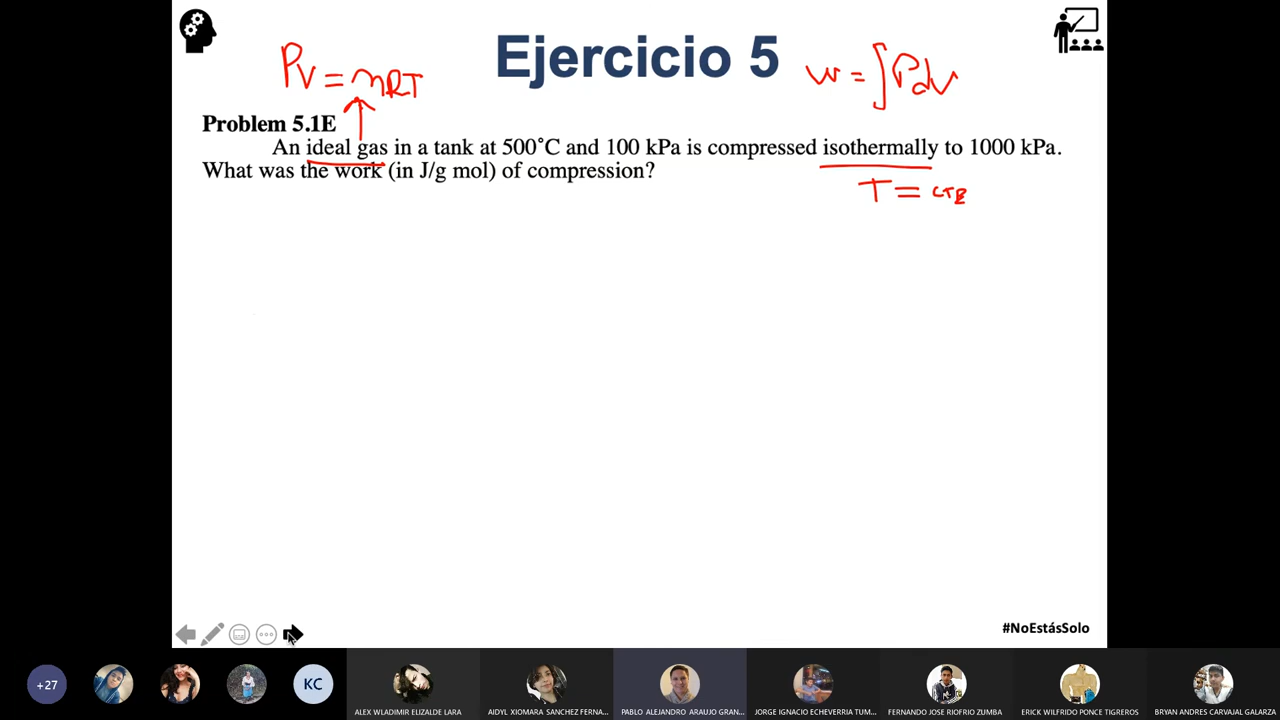 Ejercicio 5
PV = nRT
w = ∫PdV
Problem 5.1E
An ideal gas in a tank at 500°C and 100 kPa is compressed isothermally to 1000 kPa.
What was the work (in J/g mol) of compression?
T = CTE
#NoEstásSolo
+27
KC
ALEX WLADIMIR ELIZALDE LARA
AIDYL XIOMARA SANCHEZ FERNA...
PABLO ALEJANDRO ARAUJO GRAN...
JORGE IGNACIO ECHEVERRIA TUM...
FERNANDO JOSE RIOFRIO ZUMBA
ERICK WILFRIDO PONCE TIGREROS
BRYAN ANDRES CARVAJAL GALARZA